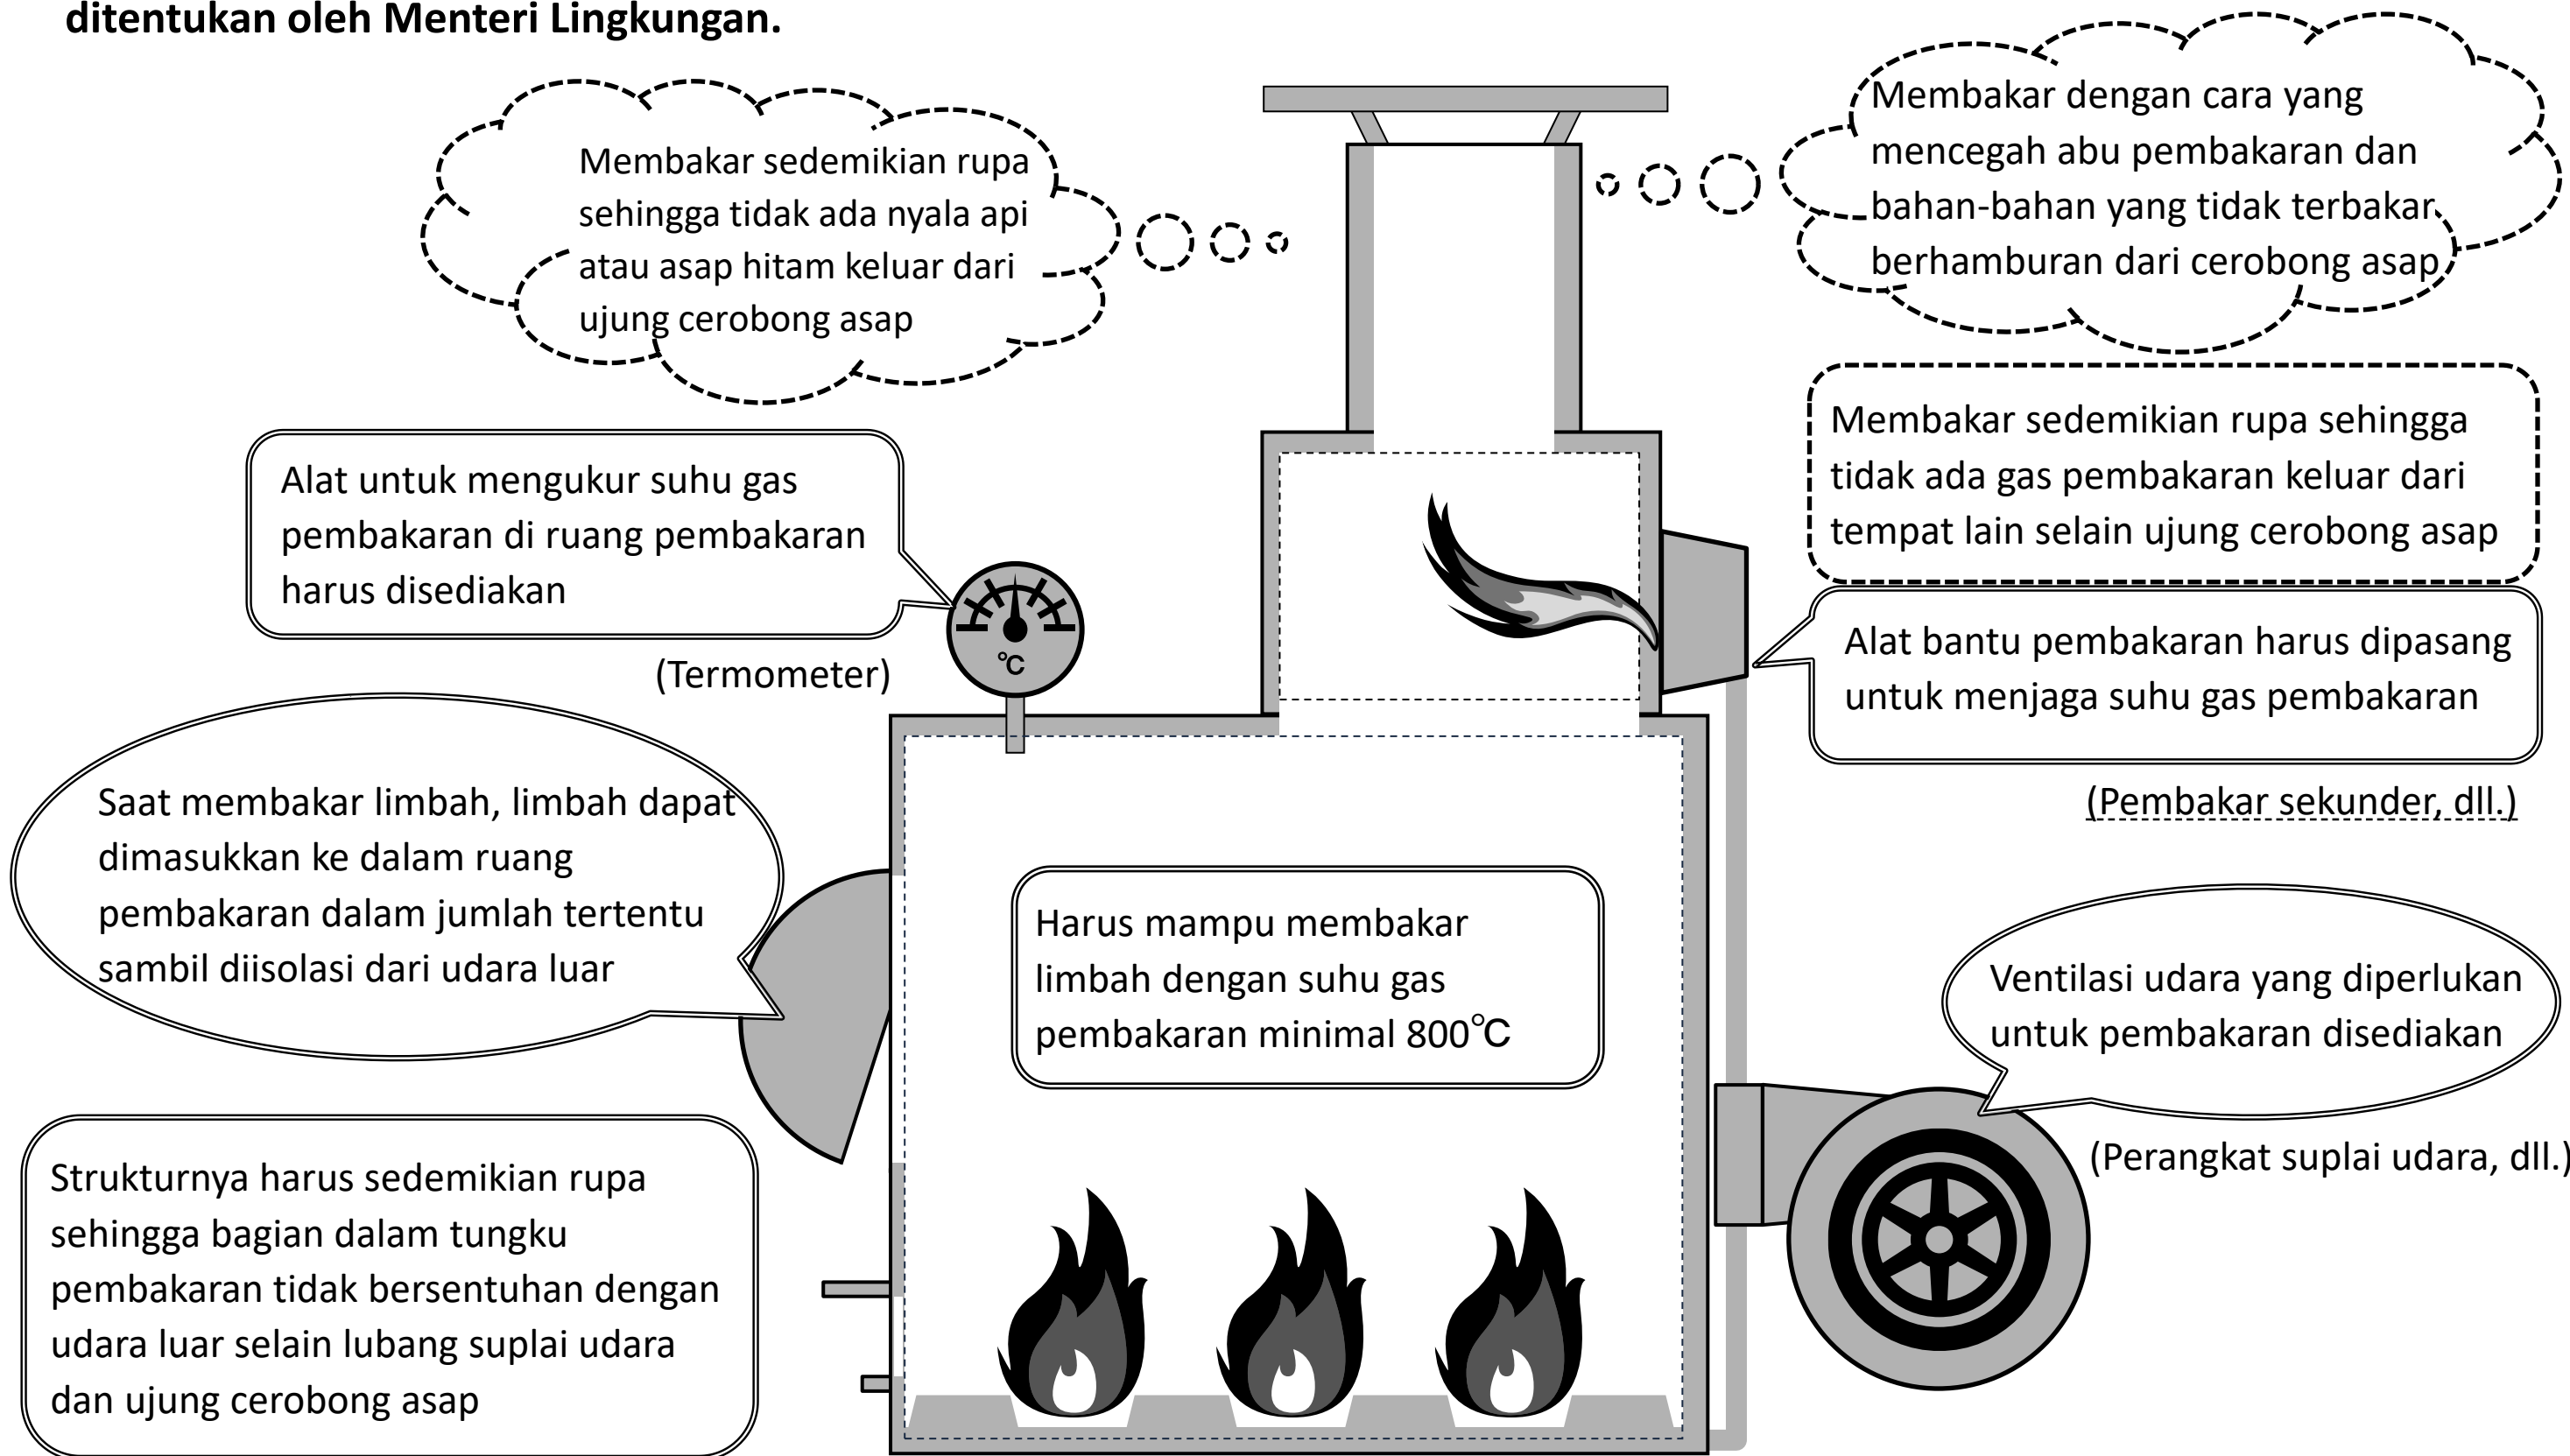 ditentukan oleh Menteri Lingkungan.
Membakar sedemikian rupa
sehingga tidak ada nyala api
atau asap hitam keluar dari
ujung cerobong asap
Membakar dengan cara yang
mencegah abu pembakaran dan
bahan-bahan yang tidak terbakar
berhamburan dari cerobong asap
Membakar sedemikian rupa sehingga
tidak ada gas pembakaran keluar dari
tempat lain selain ujung cerobong asap
Alat untuk mengukur suhu gas
pembakaran di ruang pembakaran
harus disediakan
(Termometer)
℃
Alat bantu pembakaran harus dipasang
untuk menjaga suhu gas pembakaran
(Pembakar sekunder, dll.)
Saat membakar limbah, limbah dapat
dimasukkan ke dalam ruang
pembakaran dalam jumlah tertentu
sambil diisolasi dari udara luar
Harus mampu membakar
limbah dengan suhu gas
pembakaran minimal 800℃
Ventilasi udara yang diperlukan
untuk pembakaran disediakan
(Perangkat suplai udara, dll.)
Strukturnya harus sedemikian rupa
sehingga bagian dalam tungku
pembakaran tidak bersentuhan dengan
udara luar selain lubang suplai udara
dan ujung cerobong asap